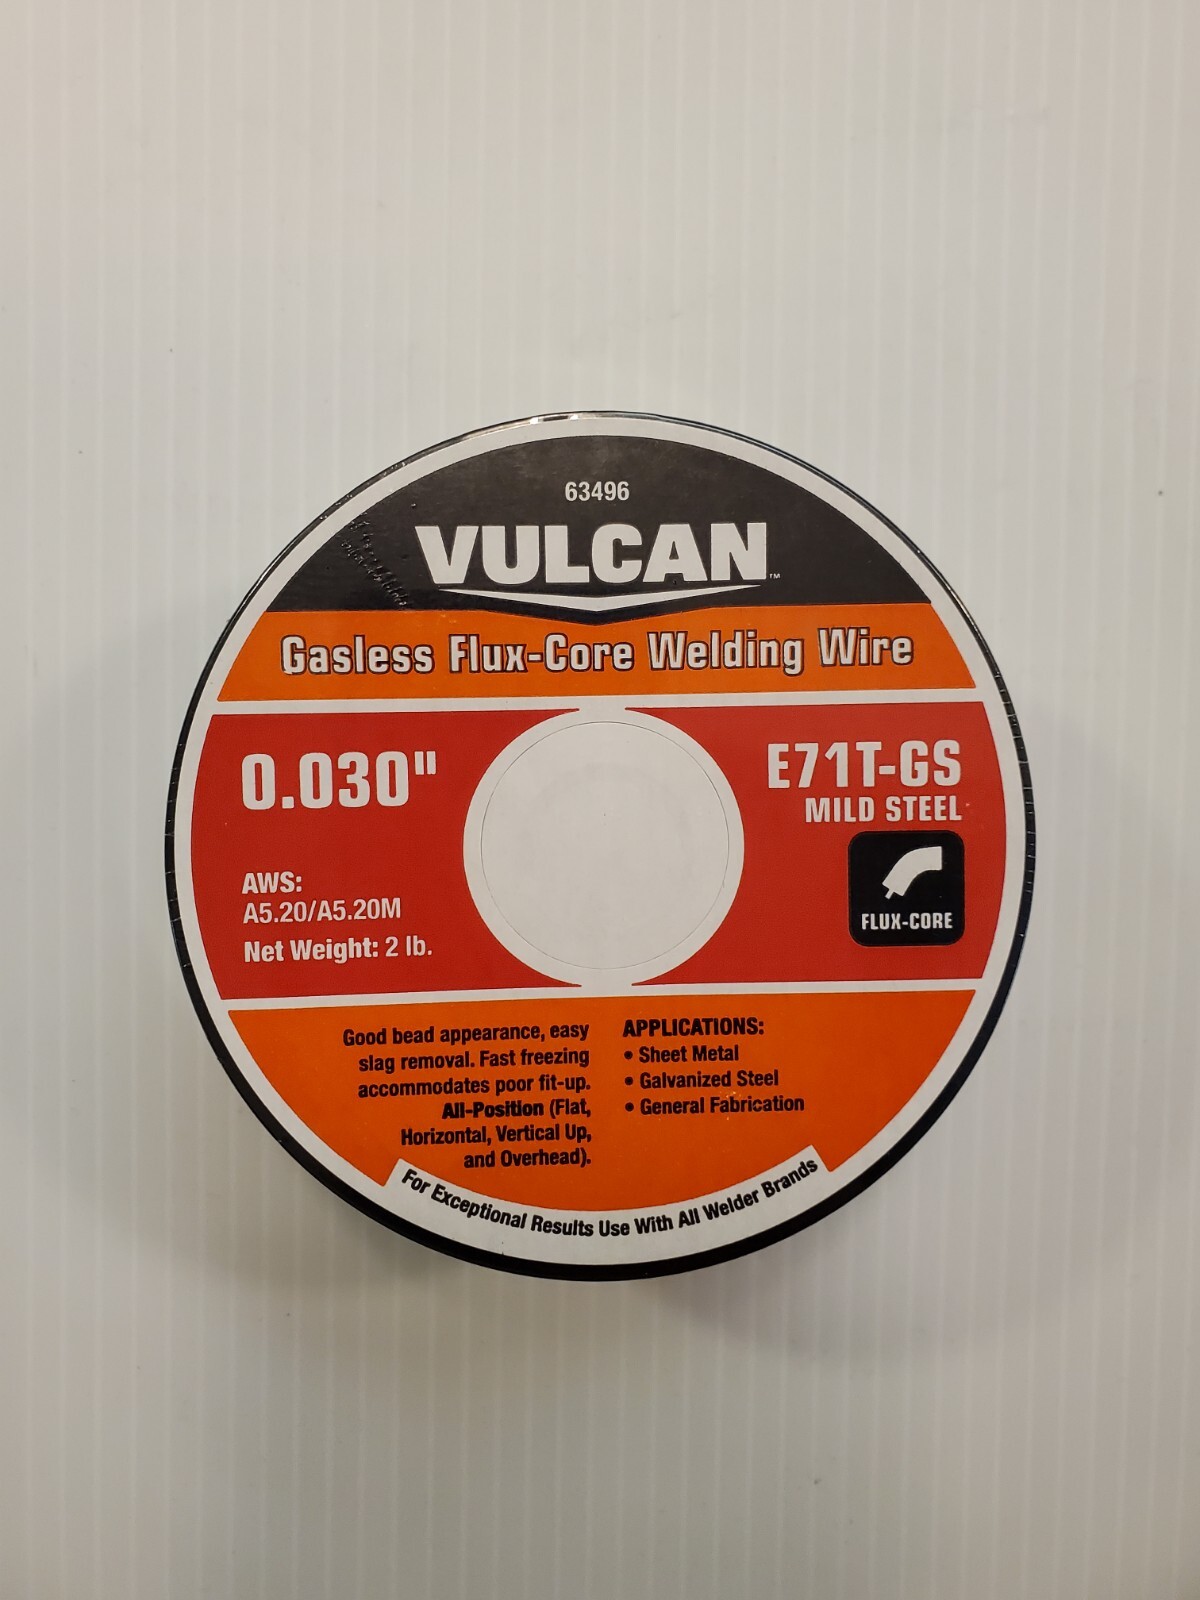 63496
VULCAN™
Gasless Flux-Core Welding Wire
0.030"
AWS:
A5.20/A5.20M
Net Weight: 2 lb.
E71T-GS
MILD STEEL
FLUX-CORE
Good bead appearance, easy
slag removal. Fast freezing
accommodates poor fit-up.
All-Position (Flat,
Horizontal, Vertical Up,
and Overhead).
APPLICATIONS:
• Sheet Metal
• Galvanized Steel
• General Fabrication
For Exceptional Results Use With All Welder Brands